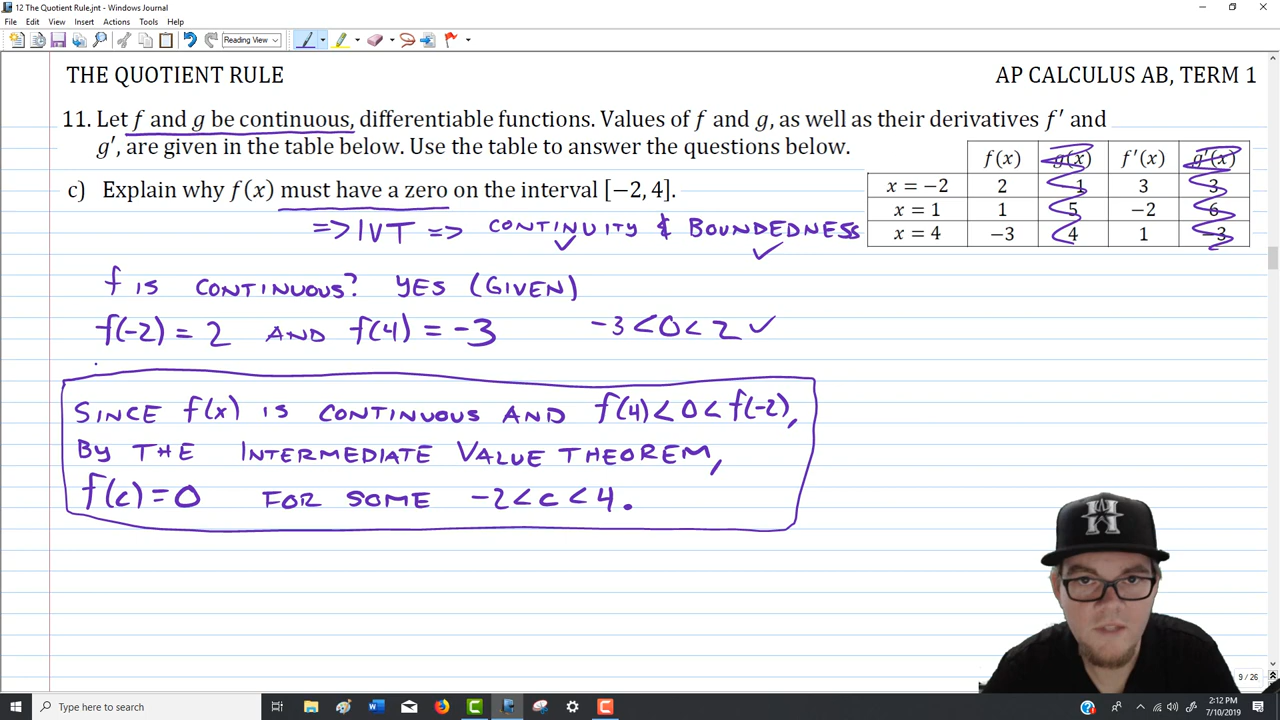 12 The Quotient Rule.jnt - Windows Journal
File Edit View Insert Actions Tools Help
Reading View
THE QUOTIENT RULE AP CALCULUS AB, TERM 1
11. Let f and g be continuous, differentiable functions. Values of f and g, as well as their derivatives f′ and
g′, are given in the table below. Use the table to answer the questions below.
f(x) g(x) f′(x) g′(x)
x = −2 2 1 3 3
x = 1 1 5 −2 6
x = 4 −3 4 1 −3
c) Explain why f(x) must have a zero on the interval [−2, 4].
=> IVT => CONTINUITY & BOUNDEDNESS
✓ ✓
f IS CONTINUOUS? YES (GIVEN)
f(-2) = 2 AND f(4) = -3 -3 < 0 < 2 ✓
SINCE f(x) IS CONTINUOUS AND f(4) < 0 < f(-2),
BY THE INTERMEDIATE VALUE THEOREM,
f(c) = 0 FOR SOME -2 < c < 4.
H
9 / 26
Type here to search
2:12 PM
7/10/2019